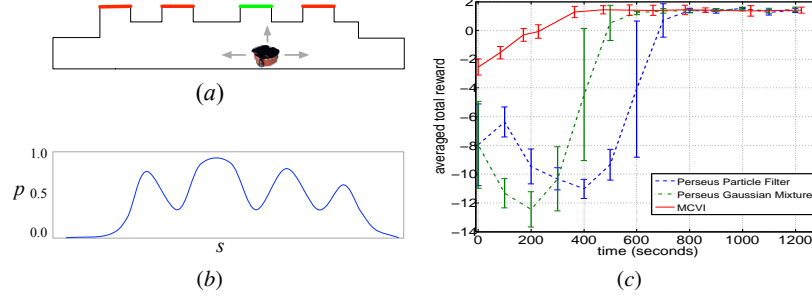 (a)
1.0
p
0.5
0.0
s
(b)
2
0
−2
−4
−6
−8
−10
−12
−14
averaged total reward
Perseus Particle Filter
Perseus Gaussian Mixture
MCVI
0
200
400
600
800
1000
1200
time (seconds)
(c)